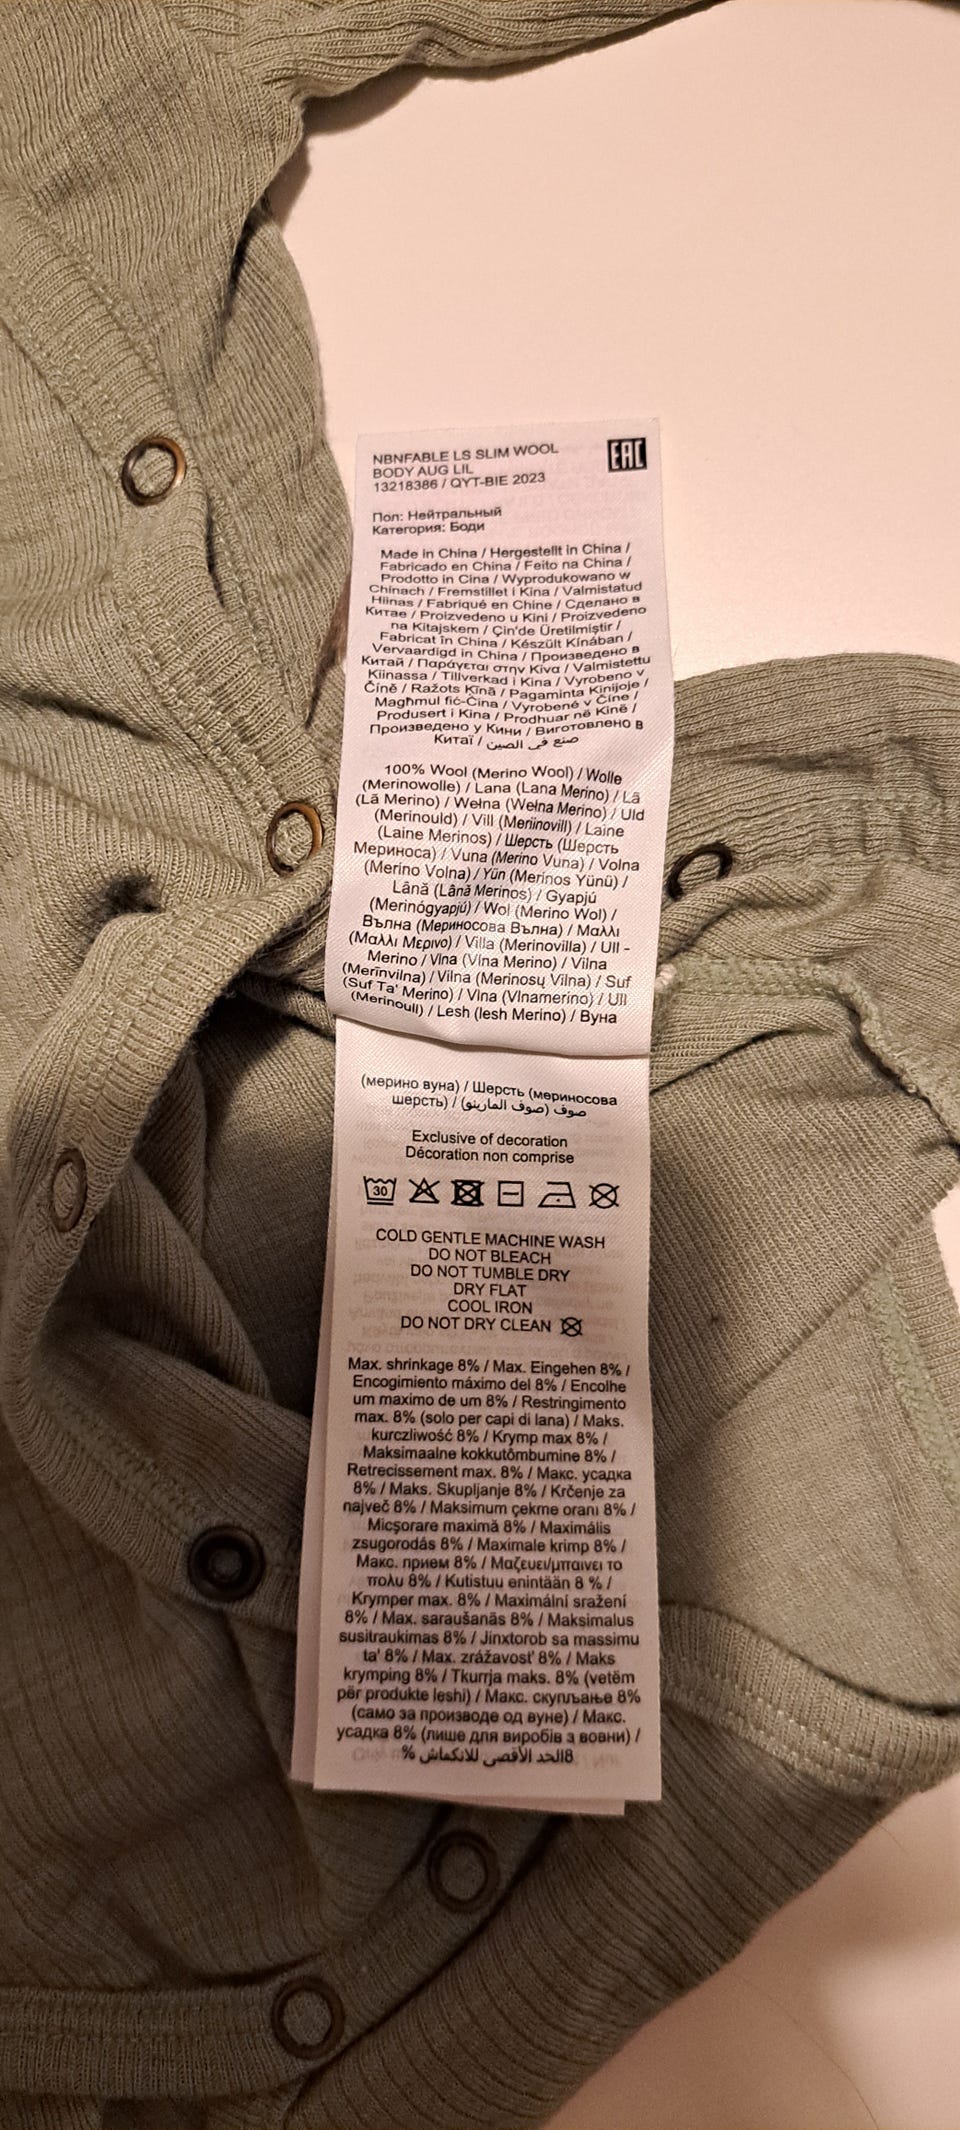 NBNFABLE LS SLIM WOOL
BODY AUG LIL
13218386 / QYT-BIE 2023
EAC
Пол: Нейтральный
Категория: Боди
Made in China / Hergestellt in China /
Fabricado en China / Feito na China /
Prodotto in Cina / Wyprodukowano w
Chinach / Fremstillet i Kina / Valmistatud
Hiinas / Fabriqué en Chine / Сделано в
Китае / Proizvedeno u Kini / Proizvedeno
na Kitajskem / Çin'de Üretilmiştir /
Fabricat în China / Készült Kínában /
Vervaardigd in China / Произведено в
Китай / Παράγεται στην Κίνα / Valmistettu
Kiinassa / Tillverkad i Kina / Vyrobeno v
Číně / Ražots Ķīnā / Pagaminta Kinijoje /
Magħmul fiċ-Ċina / Vyrobené v Číne /
Produsert i Kina / Prodhuar në Kinë /
Произведено у Кини / Виготовлено в
Китаї / صنع في الصين
100% Wool (Merino Wool) / Wolle
(Merinowolle) / Lana (Lana Merino) / Lã
(Lã Merino) / Wełna (Wełna Merino) / Uld
(Merinould) / Vill (Meriinovill) / Laine
(Laine Merinos) / Шерсть (Шерсть
Мериноса) / Vuna (Merino Vuna) / Volna
(Merino Volna) / Yün (Merinos Yünü) /
Lână (Lână Merinos) / Gyapjú
(Merinógyapjú) / Wol (Merino Wol) /
Вълна (Мериносова Вълна) / Μαλλί
(Μαλλί Μερινο) / Villa (Merinovilla) / Ull -
Merino / Vlna (Vlna Merino) / Vilna
(Merīnvilna) / Vilna (Merinosų Vilna) / Suf
(Suf Ta' Merino) / Vlna (Vlnamerino) / Ull
(Merinoull) / Lesh (lesh Merino) / Вуна
(мерино вуна) / Шерсть (мериносова
шерсть) / صوف (صوف المارينو)
Exclusive of decoration
Décoration non comprise
30
COLD GENTLE MACHINE WASH
DO NOT BLEACH
DO NOT TUMBLE DRY
DRY FLAT
COOL IRON
DO NOT DRY CLEAN
Max. shrinkage 8% / Max. Eingehen 8% /
Encogimiento máximo del 8% / Encolhe
um maximo de um 8% / Restringimento
max. 8% (solo per capi di lana) / Maks.
kurczliwość 8% / Krymp max 8% /
Maksimaalne kokkutõmbumine 8% /
Retrecissement max. 8% / Макс. усадка
8% / Maks. Skupljanje 8% / Krčenje za
največ 8% / Maksimum çekme oranı 8% /
Micşorare maximă 8% / Maximális
zsugorodás 8% / Maximale krimp 8% /
Макс. прием 8% / Μαζευει/μπαινει το
πολυ 8% / Kutistuu enintään 8 % /
Krymper max. 8% / Maximální sražení
8% / Max. saraušanās 8% / Maksimalus
susitraukimas 8% / Jinxtorob sa massimu
ta' 8% / Max. zrážavosť 8% / Maks
krymping 8% / Tkurrja maks. 8% (vetëm
për produkte leshi) / Макс. скупљање 8%
(само за производе од вуне) / Макс.
усадка 8% (лише для виробів з вовни) /
8الحد الأقصى للانكماش %